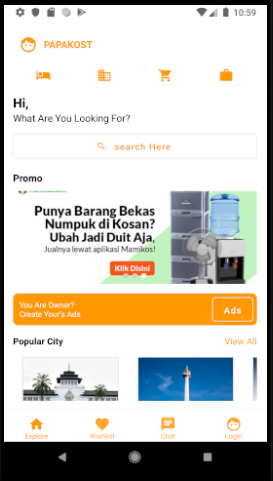 10:59
PAPAKOST
Hi,
What Are You Looking For?
search Here
Promo
Punya Barang Bekas
Numpuk di Kosan?
Ubah Jadi Duit Aja,
Jualnya lewat aplikasi Mamikos!
Klik Disini
You Are Owner?
Create Your's Ads
Ads
Popular City
View All
Explore
Wishlist
Chat
Login